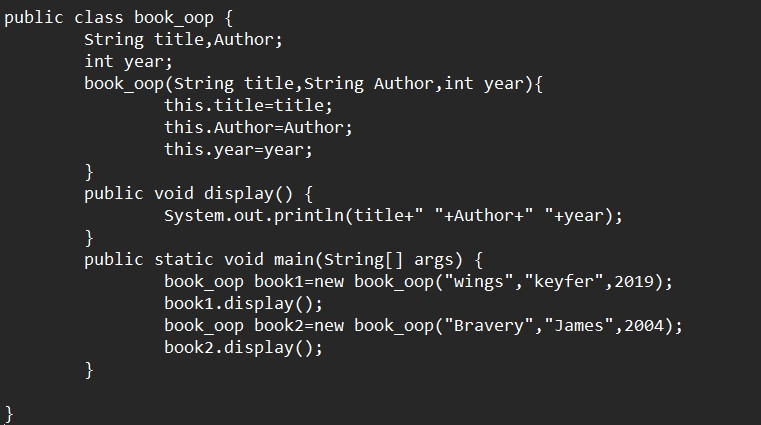 public class book_oop {
String title,Author;
int year;
book_oop(String title,String Author,int year){
this.title=title;
this.Author=Author;
this.year=year;
}
public void display() {
System.out.println(title+" "+Author+" "+year);
}
public static void main(String[] args) {
book_oop book1=new book_oop("wings","keyfer",2019);
book1.display();
book_oop book2=new book_oop("Bravery","James",2004);
book2.display();
}
}